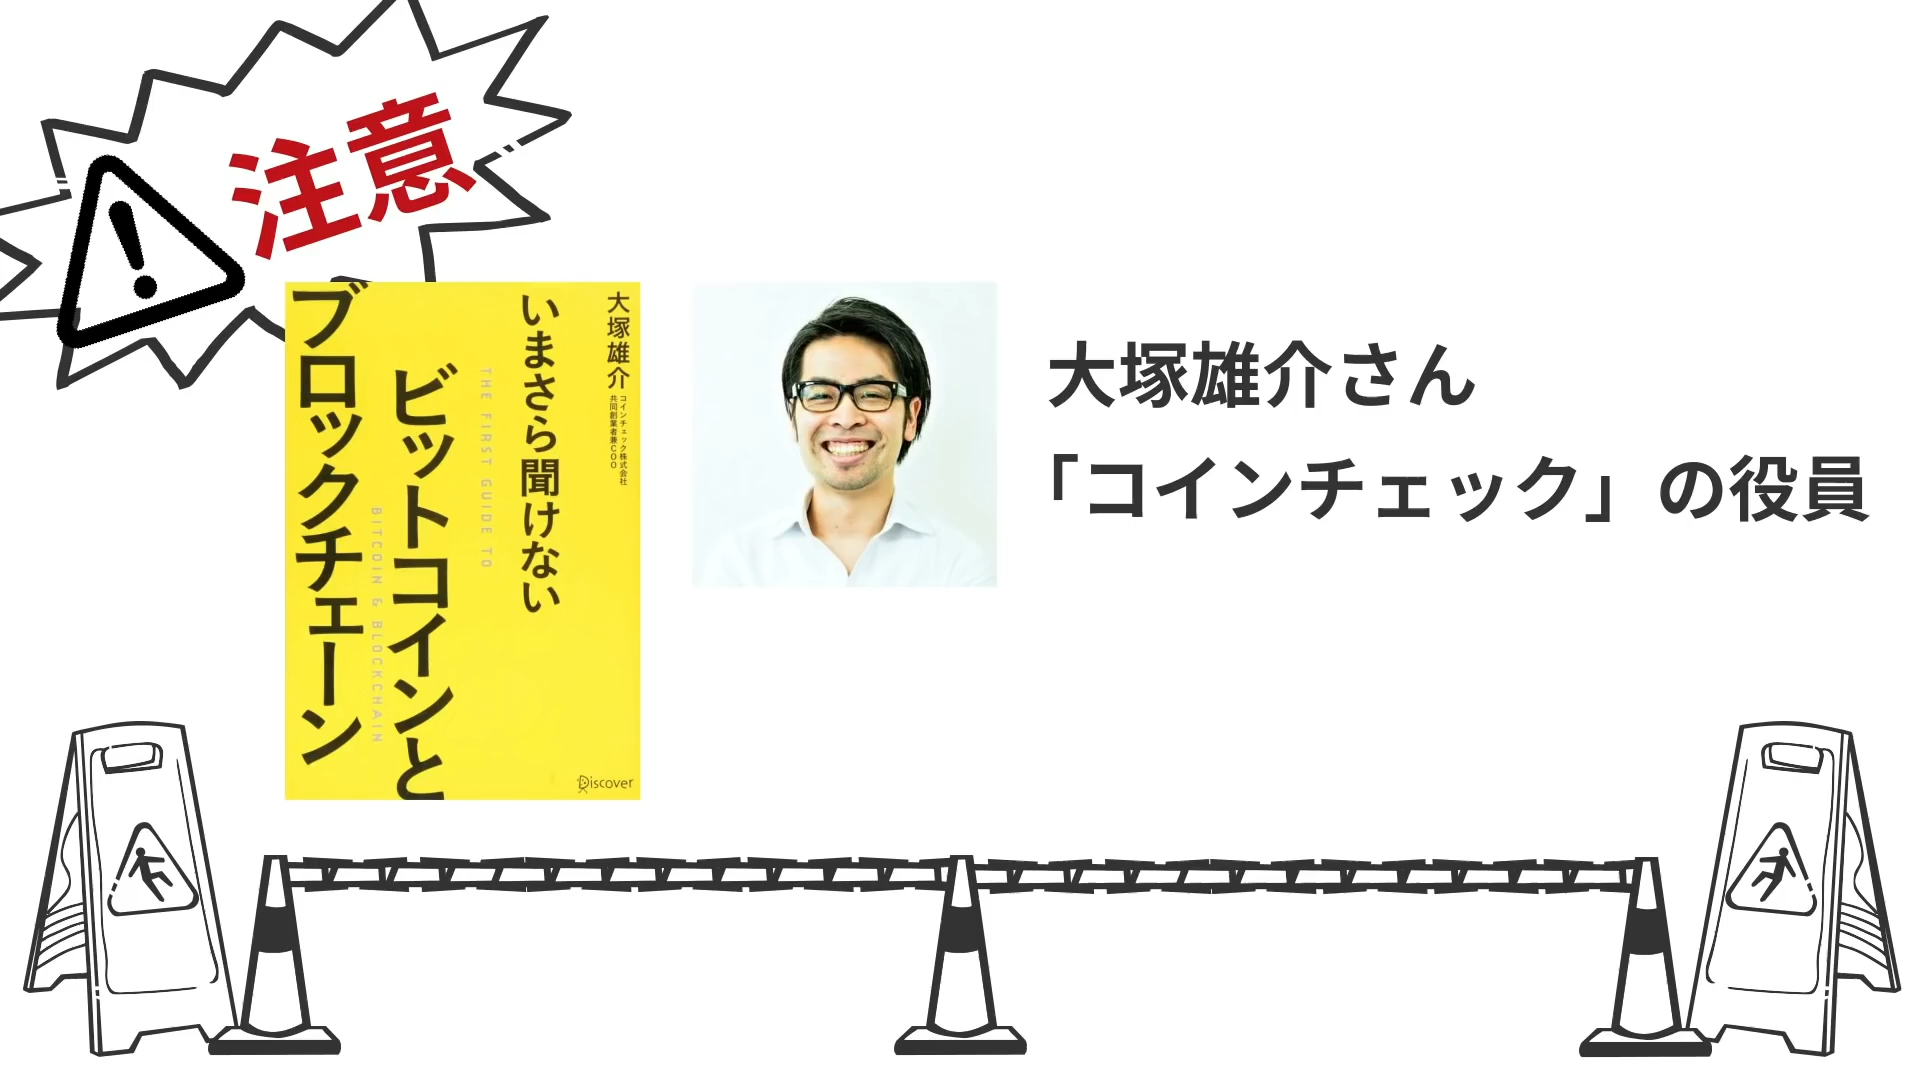 注意
大塚雄介
コインチェック株式会社
共同創業者兼COO
いまさら聞けない
THE FIRST GUIDE TO
ビットコインと
BITCOIN & BLOCKCHAIN
ブロックチェーン
Discover
大塚雄介さん
「コインチェック」の役員